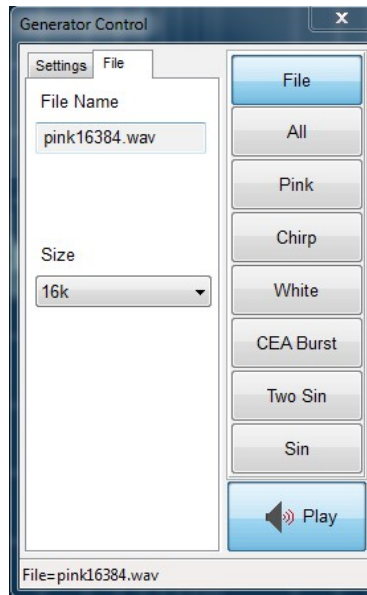 Generator Control
x
Settings File
File Name
pink16384.wav
Size
16k
File
All
Pink
Chirp
White
CEA Burst
Two Sin
Sin
Play
File=pink16384.wav